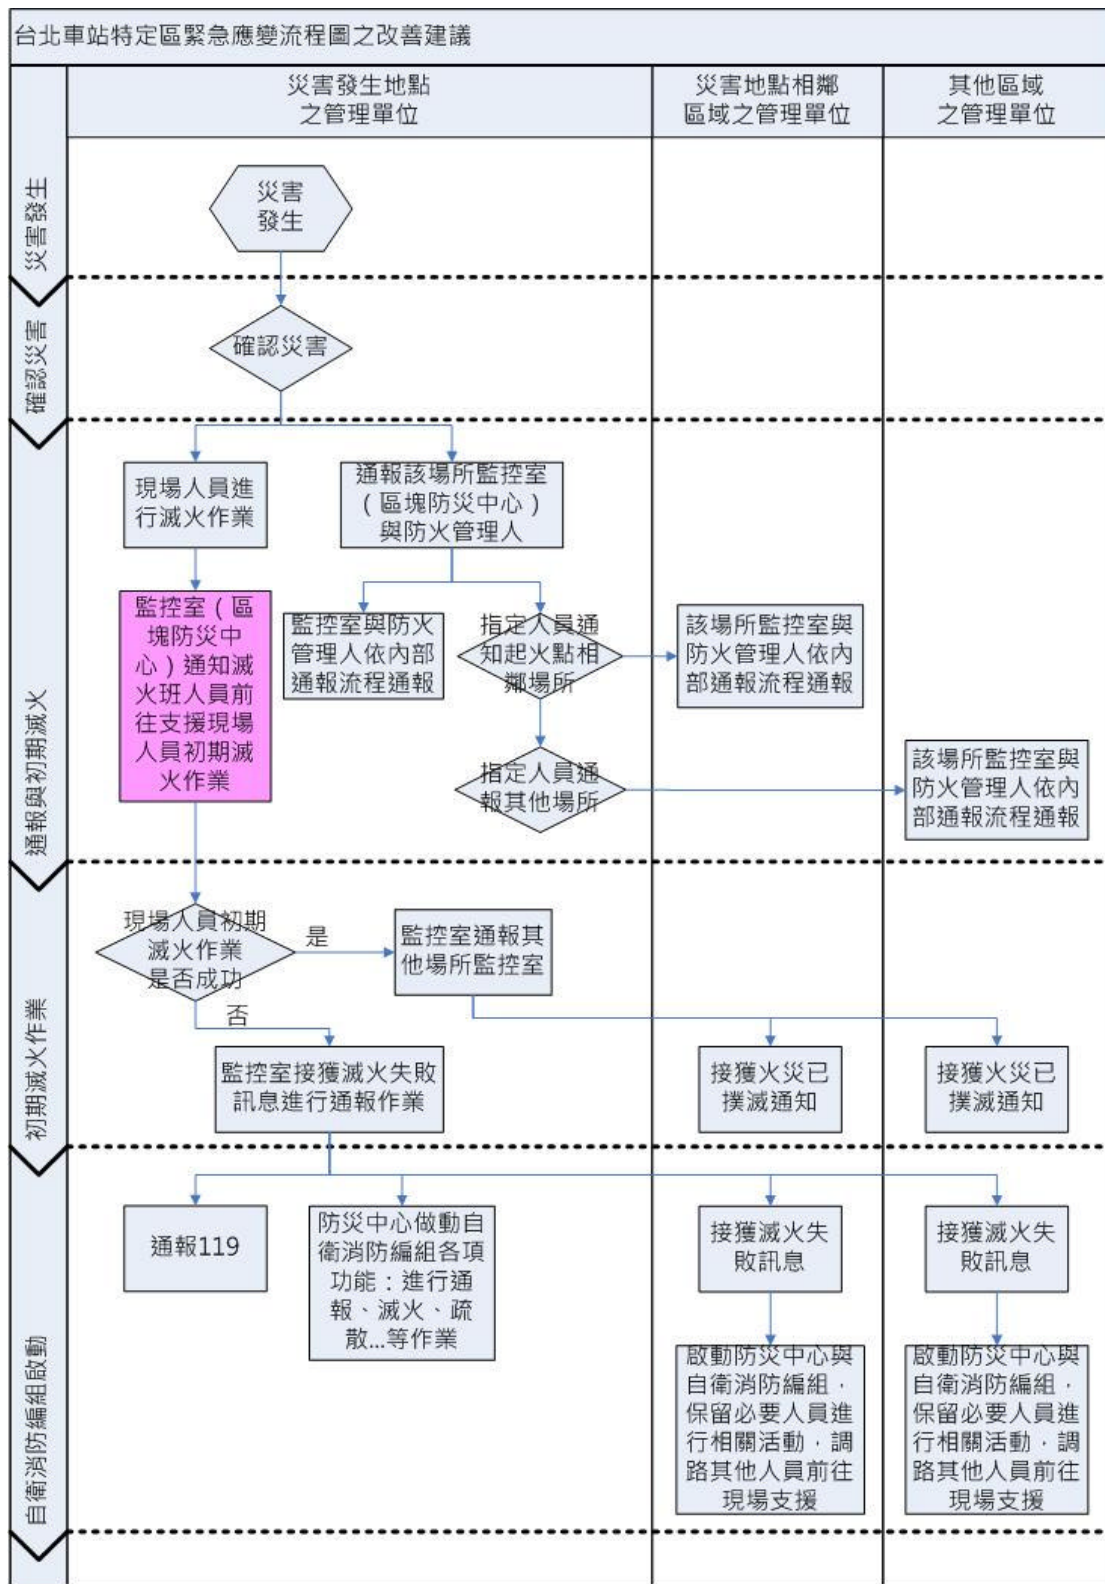 台北車站特定區緊急應變流程圖之改善建議
災害發生地點
之管理單位
災害地點相鄰
區域之管理單位
其他區域
之管理單位
災害發生
災害
發生
確認災害
確認災害
通報與初期滅火
現場人員進
行滅火作業
通報該場所監控室
（區塊防災中心）
與防火管理人
監控室（區
塊防災中
心）通知滅
火班人員前
往支援現場
人員初期滅
火作業
監控室與防火
管理人依內部
通報流程通報
指定人員通
知起火點相
鄰場所
該場所監控室與
防火管理人依內
部通報流程通報
指定人員通
報其他場所
該場所監控室與
防火管理人依內
部通報流程通報
初期滅火作業
現場人員初期
滅火作業
是否成功
是
監控室通報其
他場所監控室
否
監控室接獲滅火失敗
訊息進行通報作業
接獲火災已
撲滅通知
接獲火災已
撲滅通知
自衛消防編組啟動
通報119
防災中心做動自
衛消防編組各項
功能：進行通
報、滅火、疏
散...等作業
接獲滅火失
敗訊息
接獲滅火失
敗訊息
啟動防災中心與
自衛消防編組，
保留必要人員進
行相關活動，調
路其他人員前往
現場支援
啟動防災中心與
自衛消防編組，
保留必要人員進
行相關活動，調
路其他人員前往
現場支援